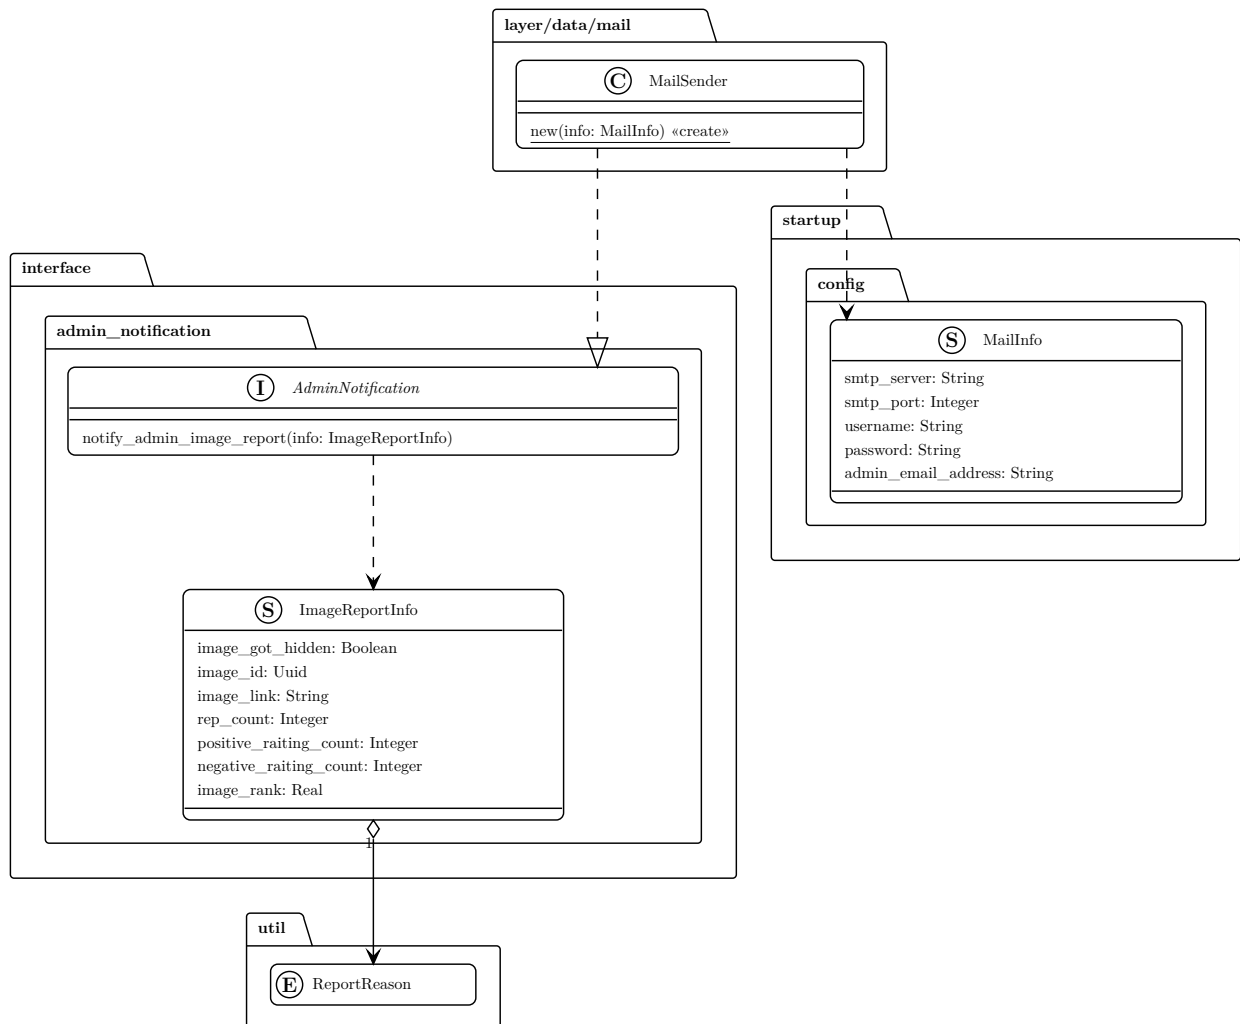 layer/data/mail
C MailSender
new(info: MailInfo) «create»
startup
config
S MailInfo
smtp_server: String
smtp_port: Integer
username: String
password: String
admin_email_address: String
interface
admin_notification
I AdminNotification
notify_admin_image_report(info: ImageReportInfo)
S ImageReportInfo
image_got_hidden: Boolean
image_id: Uuid
image_link: String
rep_count: Integer
positive_raiting_count: Integer
negative_raiting_count: Integer
image_rank: Real
1
util
E ReportReason